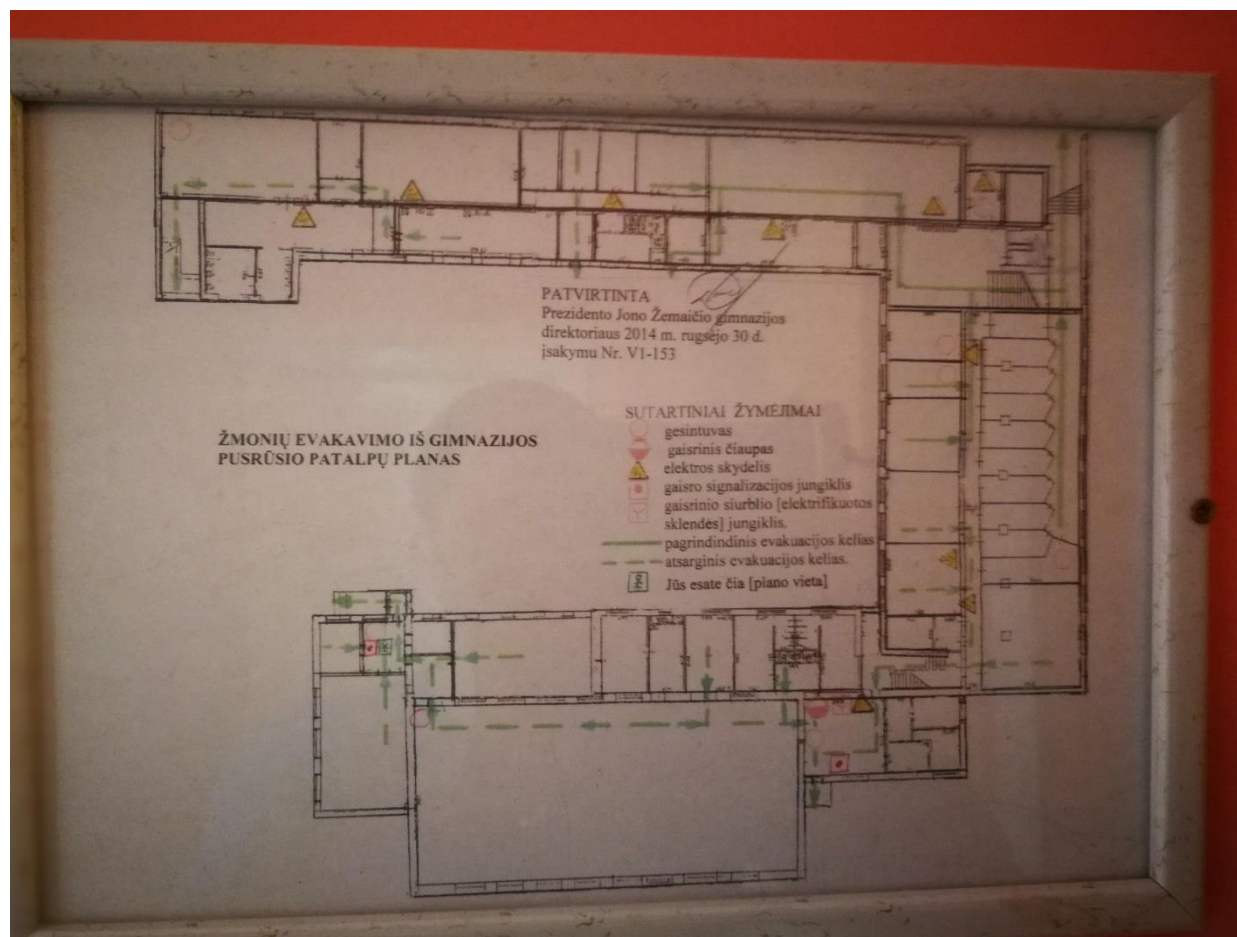 PATVIRTINTA
Prezidento Jono Žemaičio gimnazijos
direktoriaus 2014 m. rugsėjo 30 d.
įsakymu Nr. V1-153
ŽMONIŲ EVAKAVIMO IŠ GIMNAZIJOS
PUSRŪSIO PATALPŲ PLANAS
SUTARTINIAI ŽYMĖJIMAI
gesintuvas
gaisrinis čiaupas
elektros skydelis
gaisro signalizacijos jungiklis
gaisrinio siurblio [elektrifikuotos
sklendės] jungiklis.
pagrindindinis evakuacijos kelias
atsarginis evakuacijos kelias.
Jūs esate čia [plano vieta]